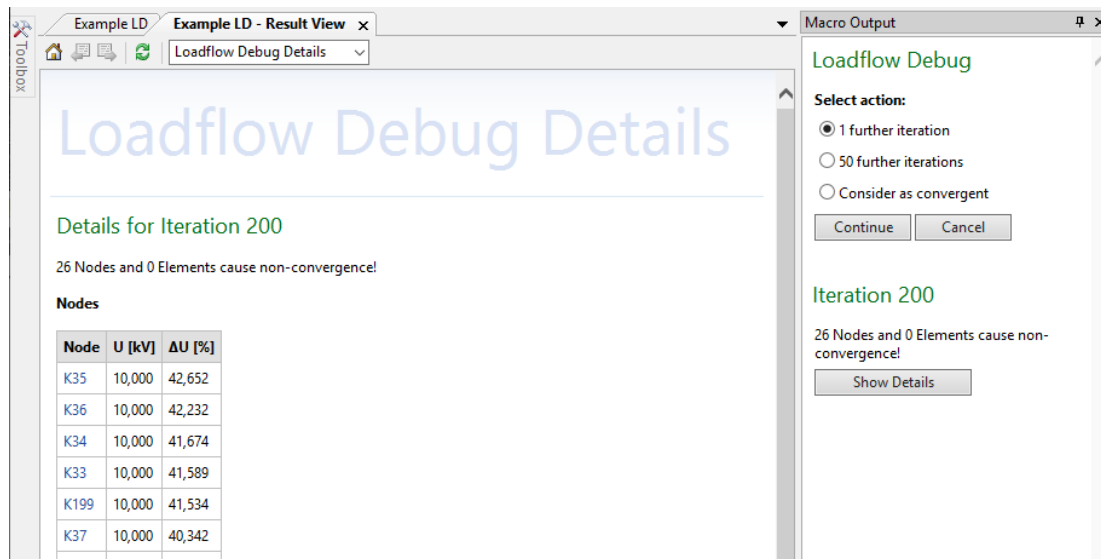 Toolbox
Example LD
Example LD - Result View x
Loadflow Debug Details
Loadflow Debug Details
Details for Iteration 200
26 Nodes and 0 Elements cause non-convergence!
Nodes
Node U [kV] ΔU [%]
K35 10,000 42,652
K36 10,000 42,232
K34 10,000 41,674
K33 10,000 41,589
K199 10,000 41,534
K37 10,000 40,342
Macro Output
Loadflow Debug
Select action:
1 further iteration
50 further iterations
Consider as convergent
Continue Cancel
Iteration 200
26 Nodes and 0 Elements cause non-
convergence!
Show Details